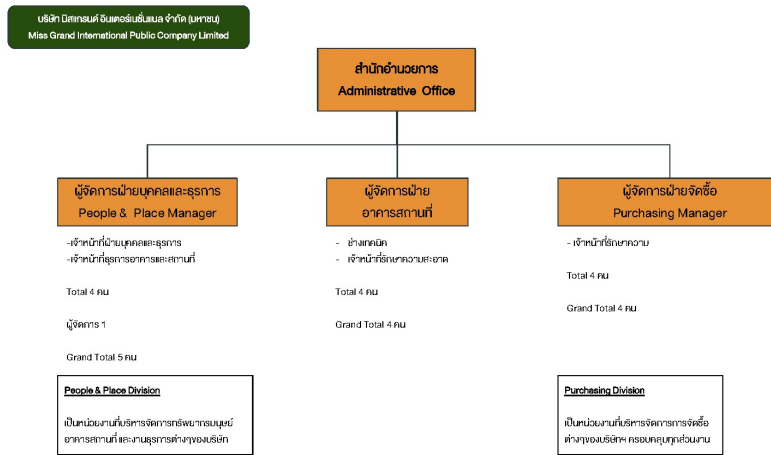 บริษัท มิสแกรนด์ อินเตอร์เนชั่นแนล จำกัด (มหาชน)
Miss Grand International Public Company Limited
สำนักอำนวยการ
Administrative Office
ผู้จัดการฝ่ายบุคคลและธุรการ
People & Place Manager
-เจ้าหน้าที่ฝ่ายบุคคลและธุรการ
-เจ้าหน้าที่ธุรการอาคารและสถานที่
Total 4 คน
ผู้จัดการ 1
Grand Total 5 คน
People & Place Division
เป็นหน่วยงานที่บริหารจัดการทรัพยากรมนุษย์
อาคารสถานที่ และงานธุรการต่างๆของบริษัท
ผู้จัดการฝ่าย
อาคารสถานที่
- ช่างเทคนิค
- เจ้าหน้าที่รักษาความสะอาด
Total 4 คน
Grand Total 4 คน
ผู้จัดการฝ่ายจัดซื้อ
Purchasing Manager
- เจ้าหน้าที่รักษาความ
Total 4 คน
Grand Total 4 คน
Purchasing Division
เป็นหน่วยงานที่บริหารจัดการการจัดซื้อ
ต่างๆของบริษัทฯ ครอบคลุมทุกส่วนงาน